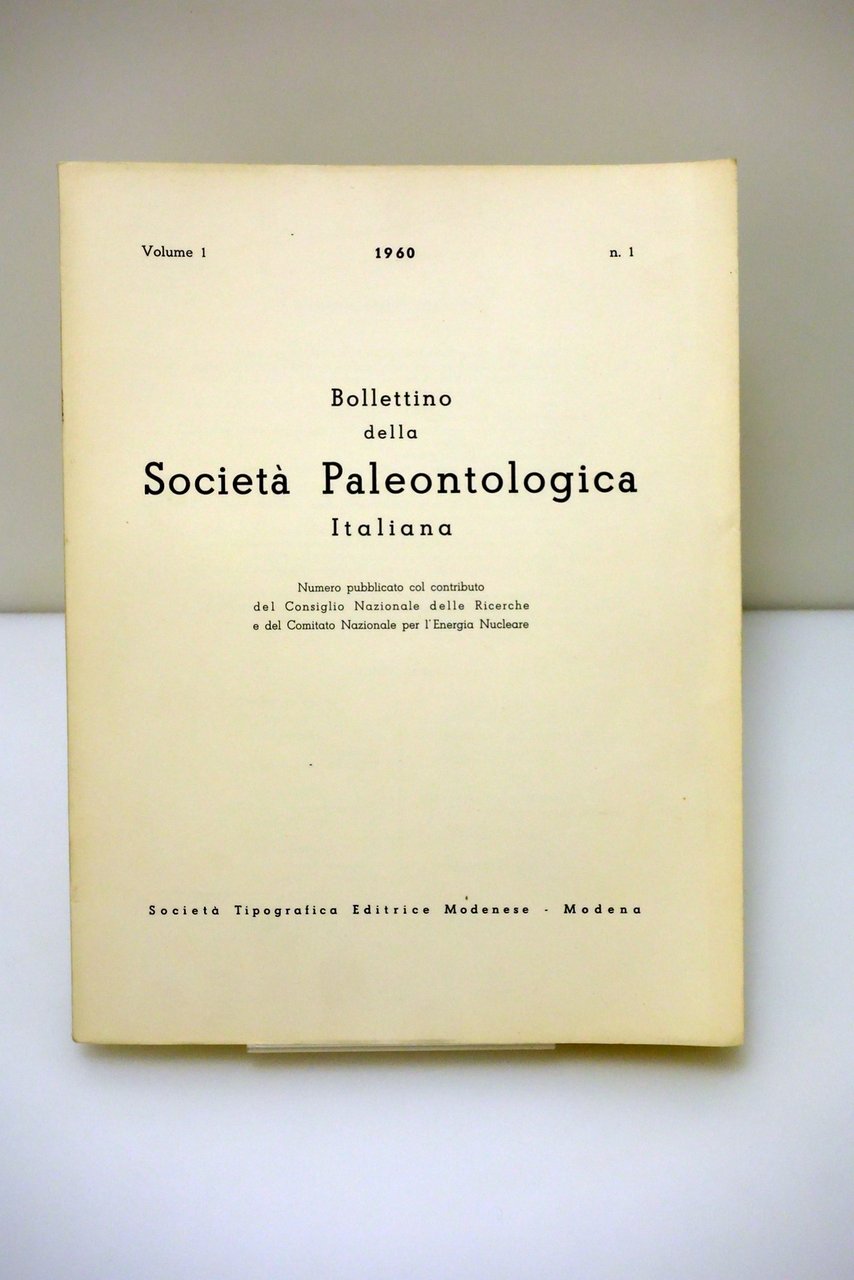 Volume 1 1960 n. 1
Bollettino
della
Società Paleontologica
Italiana
Numero pubblicato col contributo
del Consiglio Nazionale delle Ricerche
e del Comitato Nazionale per l'Energia Nucleare
Società Tipografica Editrice Modenese - Modena